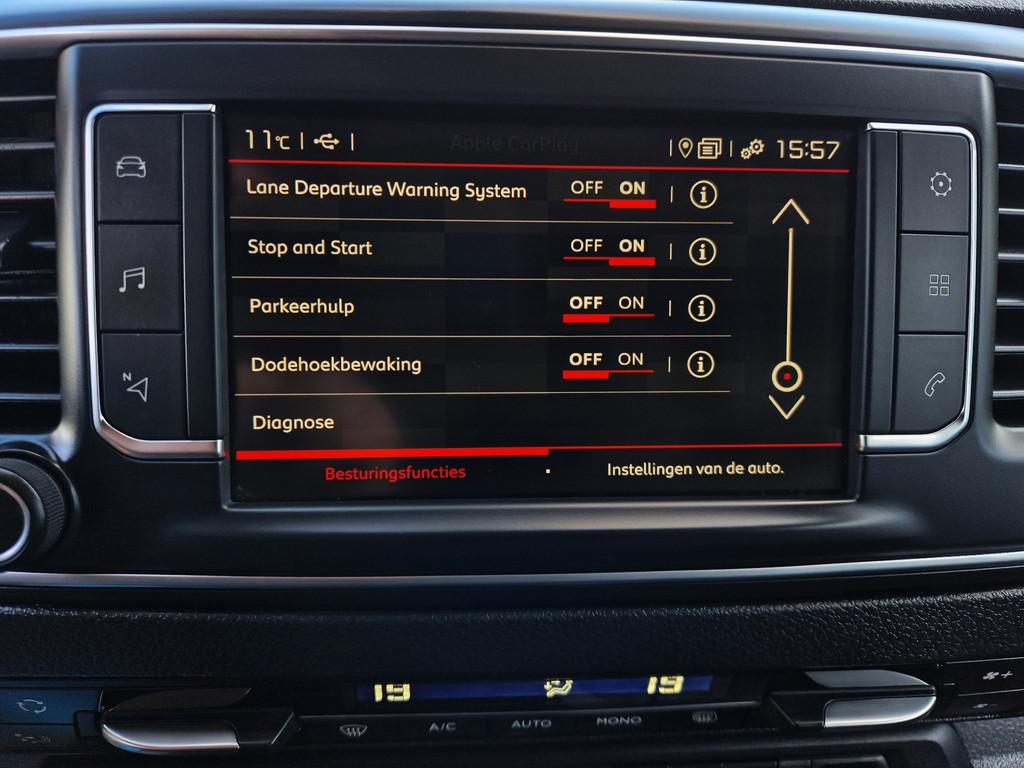 11°C | | Apple CarPlay | | 15:57
Lane Departure Warning System OFF ON | i
Stop and Start OFF ON | i
Parkeerhulp OFF ON | i
Dodehoekbewaking OFF ON | i
Diagnose
Besturingsfuncties · Instellingen van de auto.
N
19 19
A/C AUTO MONO